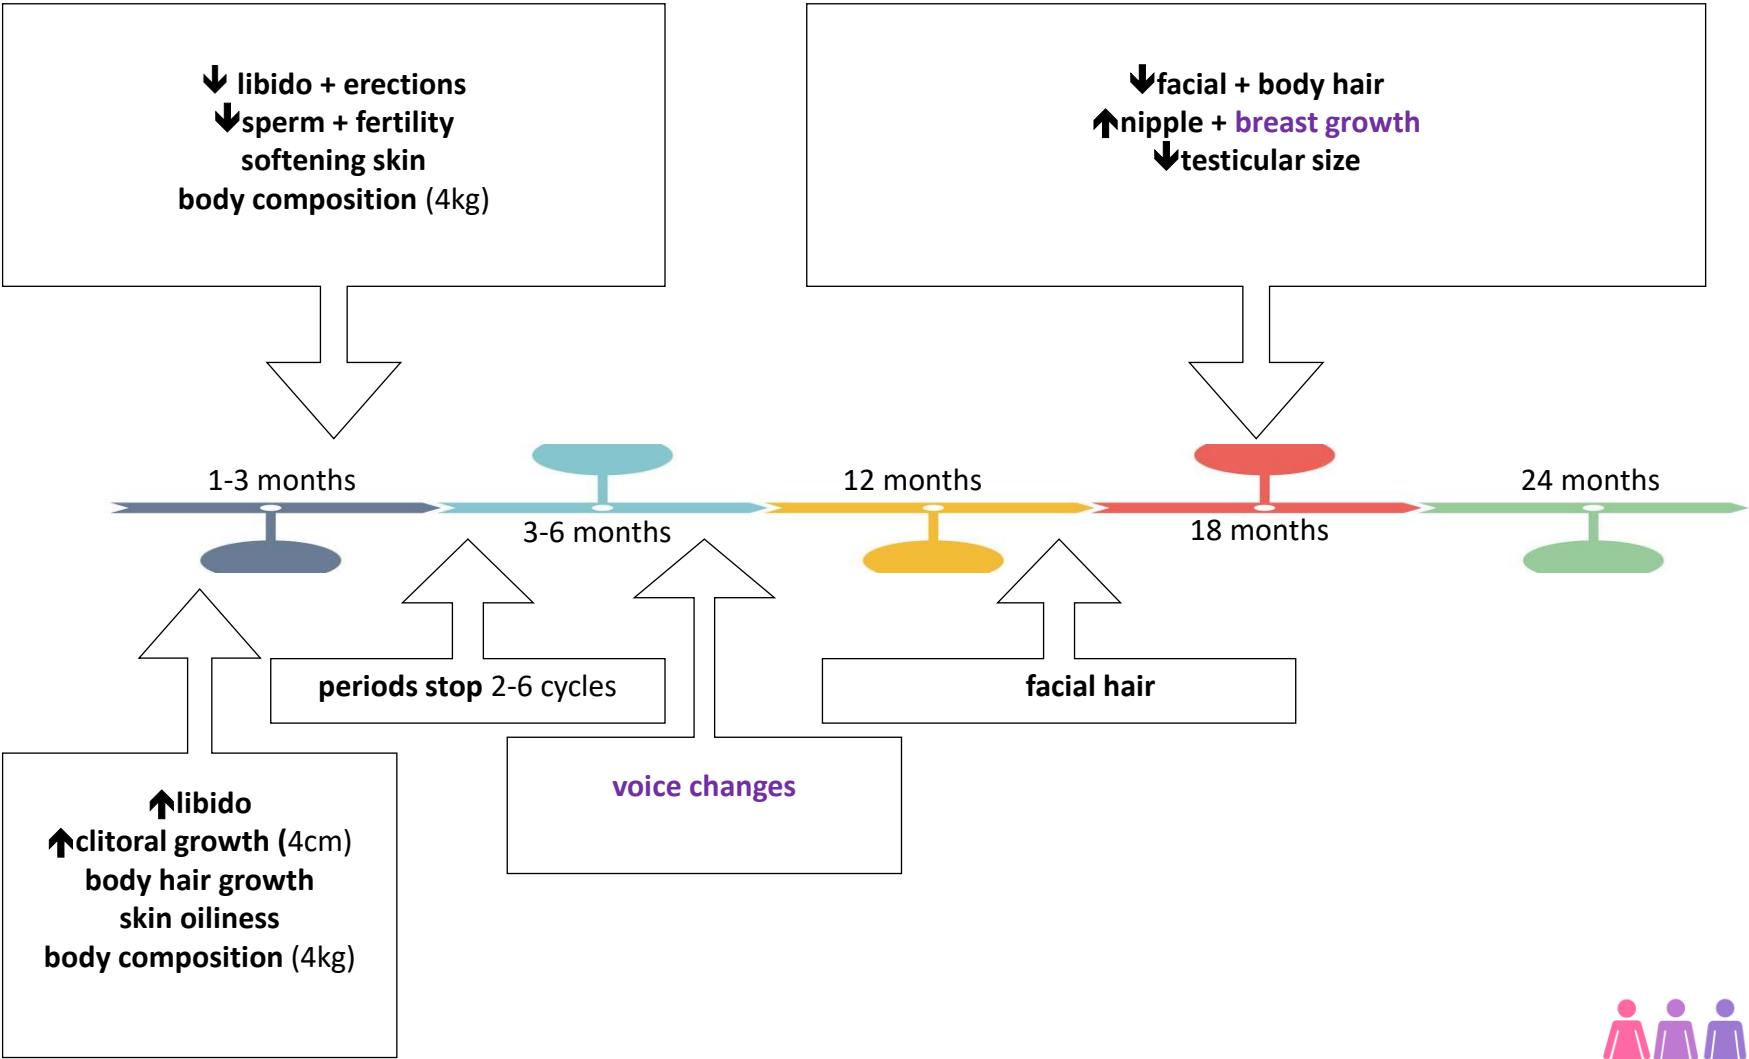 🡫 libido + erections
🡫sperm + fertility
softening skin
body composition (4kg)
🡫facial + body hair
🡩nipple + breast growth
🡫testicular size
1-3 months
3-6 months
12 months
18 months
24 months
periods stop 2-6 cycles
facial hair
voice changes
🡩libido
🡩clitoral growth (4cm)
body hair growth
skin oiliness
body composition (4kg)